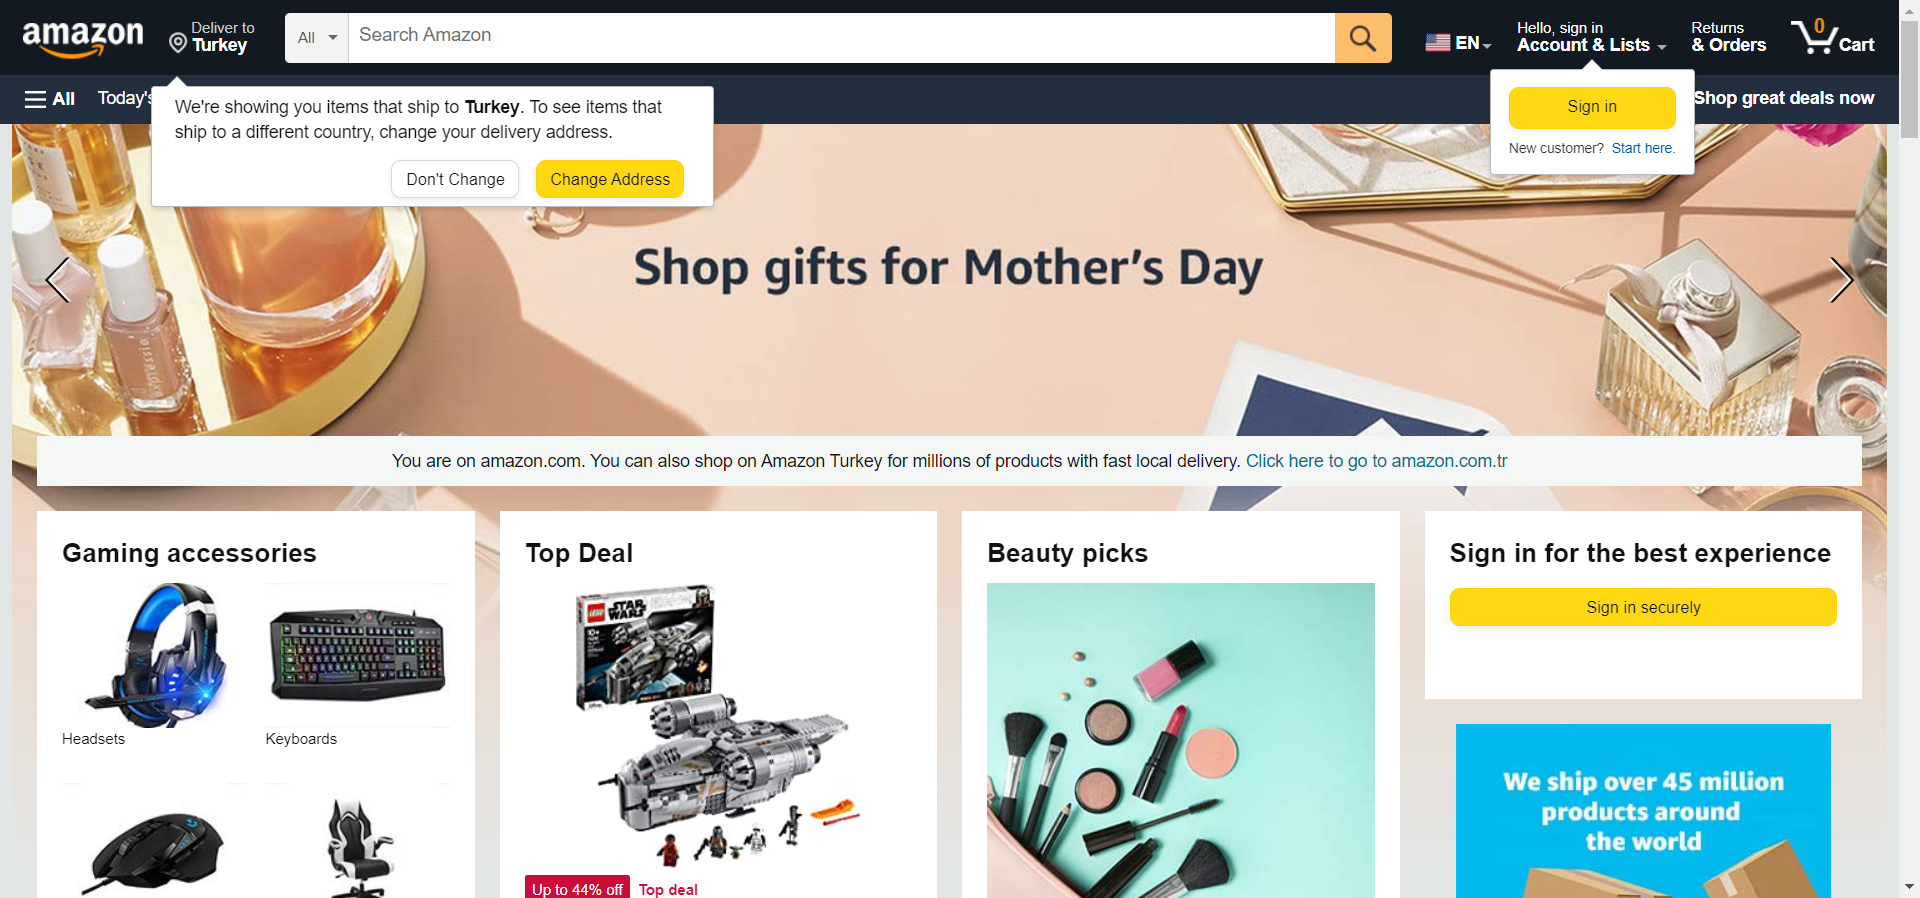 amazon
Deliver to
Turkey
All
Search Amazon
EN
Hello, sign in
Account & Lists
Returns
& Orders
0
Cart
All
Today's
Shop great deals now
We're showing you items that ship to Turkey. To see items that
ship to a different country, change your delivery address.
Don't Change
Change Address
Sign in
New customer? Start here.
Shop gifts for Mother's Day
expressie
You are on amazon.com. You can also shop on Amazon Turkey for millions of products with fast local delivery. Click here to go to amazon.com.tr
Gaming accessories
Headsets
Keyboards
Top Deal
LEGO
STAR
WARS
10+
Up to 44% off
Top deal
Beauty picks
Sign in for the best experience
Sign in securely
We ship over 45 million
products around
the world